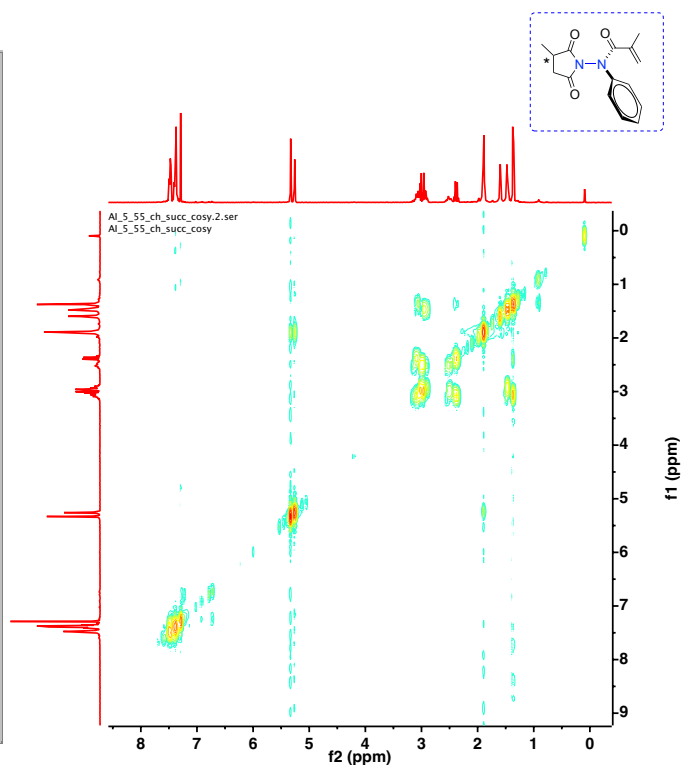 O
O
N
N
*
O
AI_5_55_ch_succ_cosy.2.ser
AI_5_55_ch_succ_cosy
0
1
2
3
4
5
6
7
8
9
f1 (ppm)
8 7 6 5 4 3 2 1 0
f2 (ppm)